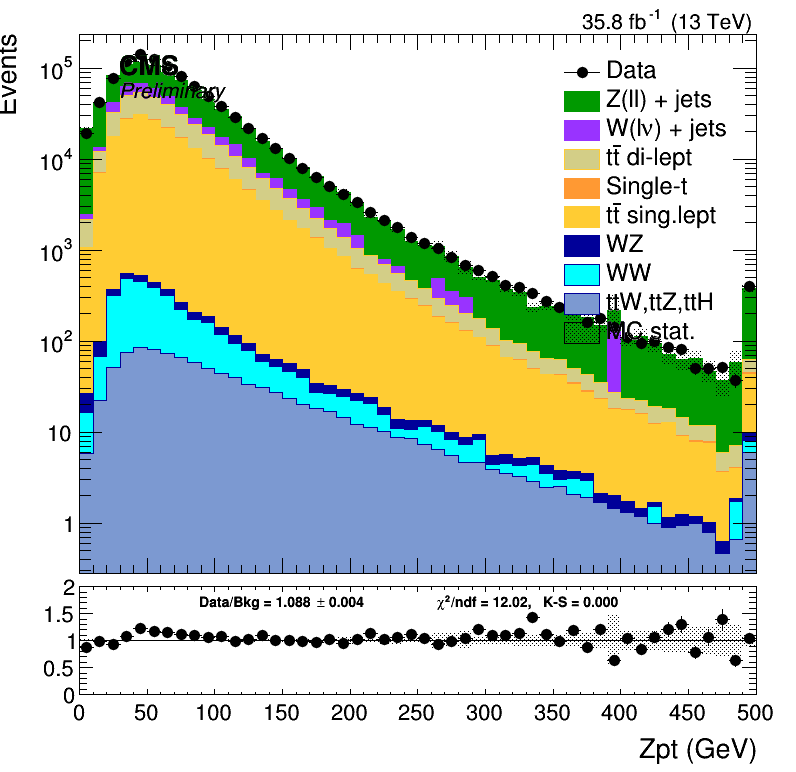 35.8 fb⁻¹ (13 TeV)
Events
CMS
Preliminary
Data
Z(ll) + jets
W(lv) + jets
tt̄ di-lept
Single-t
tt̄ sing.lept
WZ
WW
ttW,ttZ,ttH
MC stat.
10⁵
10⁴
10³
10²
10
1
Data/Bkg = 1.088 ± 0.004
χ²/ndf = 12.02, K-S = 0.000
2
1.5
1
0.5
0
0 50 100 150 200 250 300 350 400 450 500
Zpt (GeV)